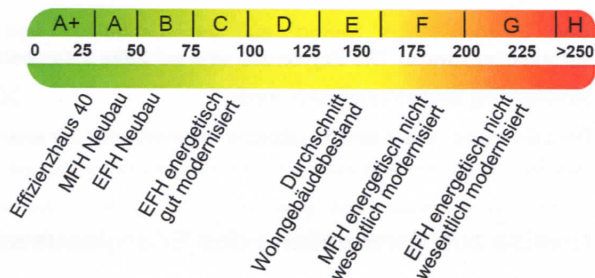 A+ A B C D E F G H
0 25 50 75 100 125 150 175 200 225 >250
Effizienzhaus 40
MFH Neubau
EFH Neubau
EFH energetisch
gut modernisiert
Durchschnitt
Wohngebäudebestand
MFH energetisch nicht
wesentlich modernisiert
EFH energetisch nicht
wesentlich modernisiert